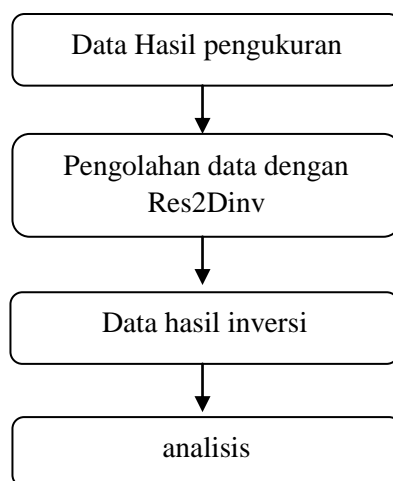 Data Hasil pengukuran
Pengolahan data dengan
Res2Dinv
Data hasil inversi
analisis